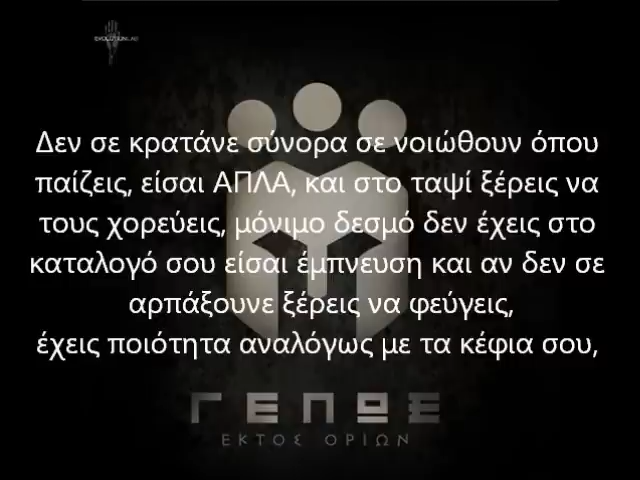 Δεν σε κρατάνε σύνορα σε νοιώθουν όπου
παίζεις, είσαι ΑΠΛΑ, και στο ταψί ξέρεις να
τους χορεύεις, μόνιμο δεσμό δεν έχεις στο
καταλογό σου είσαι έμπνευση και αν δεν σε
αρπάξουνε ξέρεις να φεύγεις,
έχεις ποιότητα αναλόγως με τα κέφια σου,
ΓΕΝΟΣ
ΕΚΤΟΣ ΟΡΙΩΝ